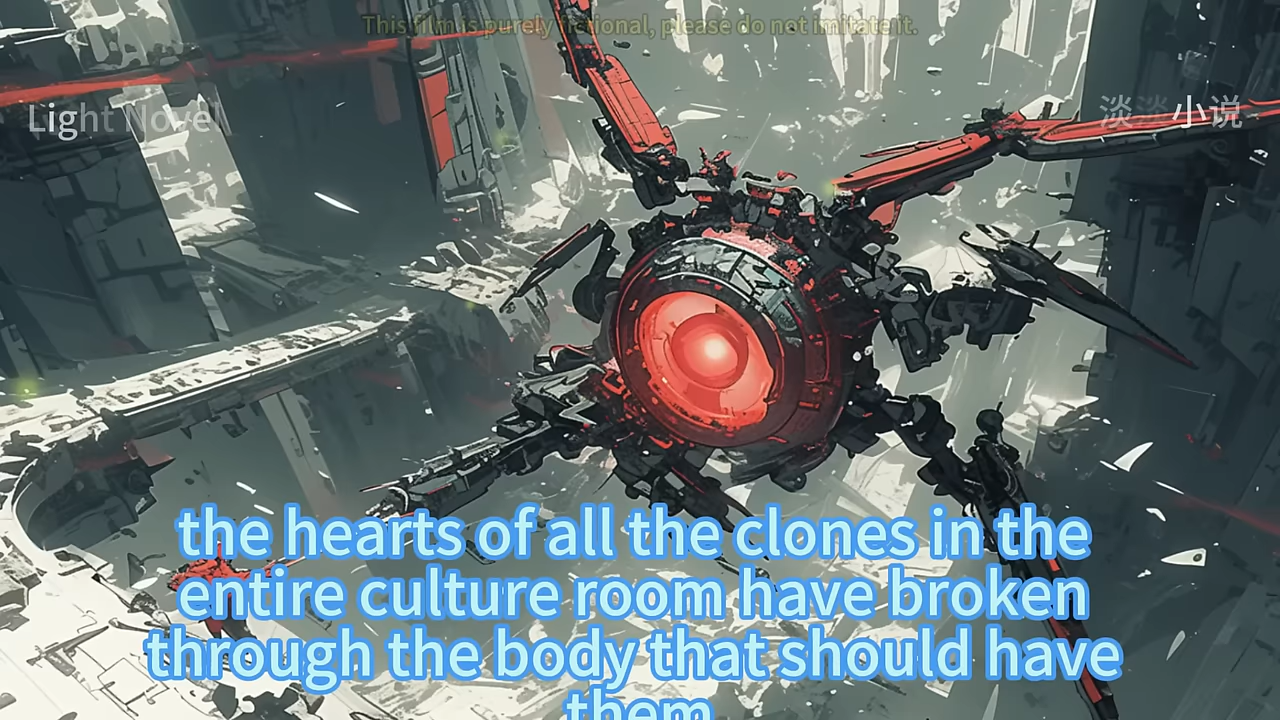 This film is purely fictional, please do not imitate it.
Light Novel
淡淡小说
the hearts of all the clones in the
entire culture room have broken
through the body that should have
them